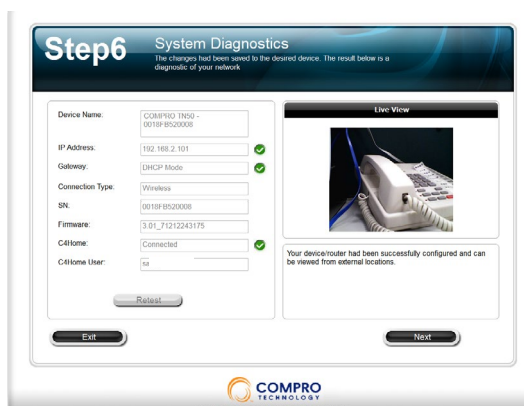 Step6
System Diagnostics
The changes had been saved to the desired device. The result below is a
diagnostic of your network
Device Name:
COMPRO TN50 -
0018FB520008
IP Address:
192.168.2.101
Gateway:
DHCP Mode
Connection Type:
Wireless
SN:
0018FB520008
Firmware:
3.01_71212243175
C4Home:
Connected
C4Home User:
sa
Retest
Live View
Your device/router had been successfully configured and can
be viewed from external locations.
Exit
Next
COMPRO
TECHNOLOGY